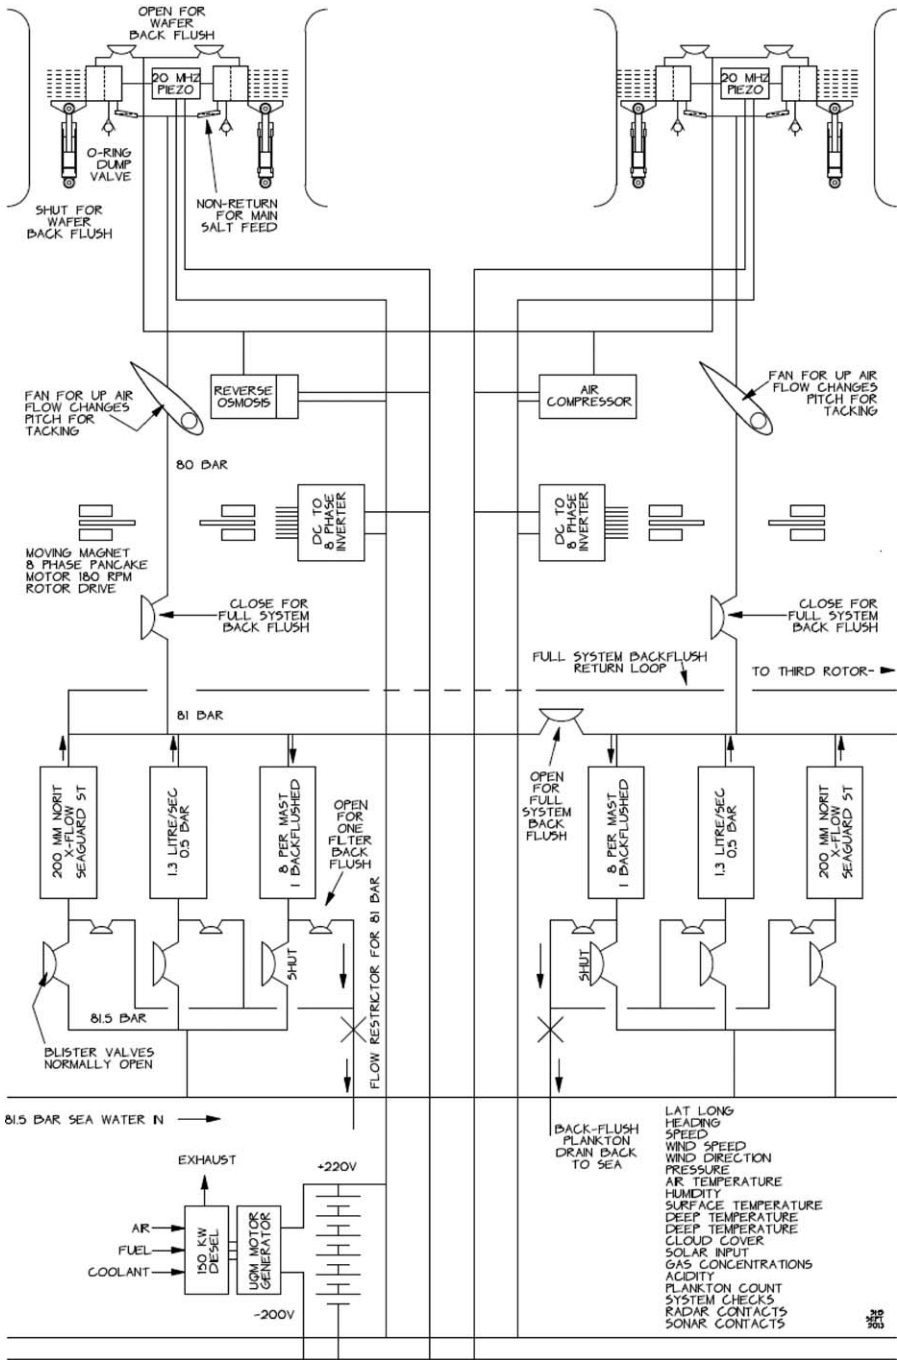 OPEN FOR
WAFER
BACK FLUSH
20 MHZ
PIEZO
20 MHZ
PIEZO
O-RING
DUMP
VALVE
NON-RETURN
FOR MAIN
SALT FEED
SHUT FOR
WAFER
BACK FLUSH
FAN FOR UP AIR
FLOW CHANGES
PITCH FOR
TACKING
REVERSE
OSMOSIS
AIR
COMPRESSOR
FAN FOR UP AIR
FLOW CHANGES
PITCH FOR
TACKING
80 BAR
DC TO
8 PHASE
INVERTER
DC TO
8 PHASE
INVERTER
MOVING MAGNET
8 PHASE PANCAKE
MOTOR 180 RPM
ROTOR DRIVE
CLOSE FOR
FULL SYSTEM
BACK FLUSH
CLOSE FOR
FULL SYSTEM
BACK FLUSH
FULL SYSTEM BACKFLUSH
RETURN LOOP
TO THIRD ROTOR-
81 BAR
200 MM NORIT
X-FLOW
SEAGUARD ST
1.3 LITRE/SEC
0.5 BAR
8 PER MAST
1 BACKFLUSHED
OPEN
FOR
ONE
FILTER
BACK
FLUSH
OPEN
FOR
FULL
SYSTEM
BACK
FLUSH
8 PER MAST
1 BACKFLUSHED
1.3 LITRE/SEC
0.5 BAR
200 MM NORIT
X-FLOW
SEAGUARD ST
FLOW RESTRICTOR FOR 81 BAR
SHUT
SHUT
81.5 BAR
BLISTER VALVES
NORMALLY OPEN
81.5 BAR SEA WATER IN
BACK-FLUSH
PLANKTON
DRAIN BACK
TO SEA
EXHAUST
+220V
AIR
FUEL
COOLANT
150 KW
DIESEL
UQM MOTOR
GENERATOR
-200V
LAT LONG
HEADING
SPEED
WIND SPEED
WIND DIRECTION
PRESSURE
AIR TEMPERATURE
HUMIDITY
SURFACE TEMPERATURE
DEEP TEMPERATURE
DEEP TEMPERATURE
CLOUD COVER
SOLAR INPUT
GAS CONCENTRATIONS
ACIDITY
PLANKTON COUNT
SYSTEM CHECKS
RADAR CONTACTS
SONAR CONTACTS
SEPT
2013